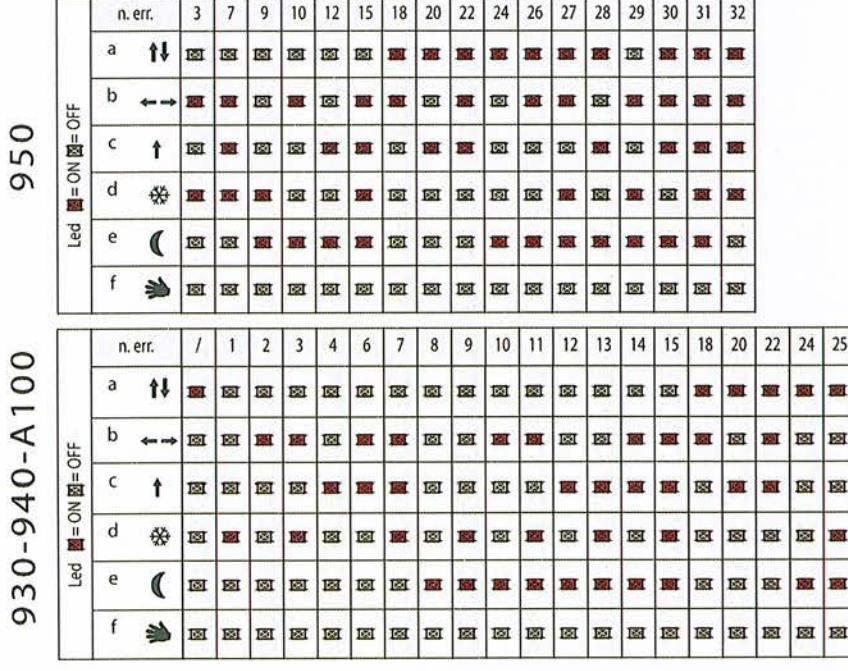 950
Led = ON = OFF
n. err. 3 7 9 10 12 15 18 20 22 24 26 27 28 29 30 31 32
a
b
c
d
e
f
930-940-A100
Led = ON = OFF
n. err. / 1 2 3 4 6 7 8 9 10 11 12 13 14 15 18 20 22 24 25
a
b
c
d
e
f